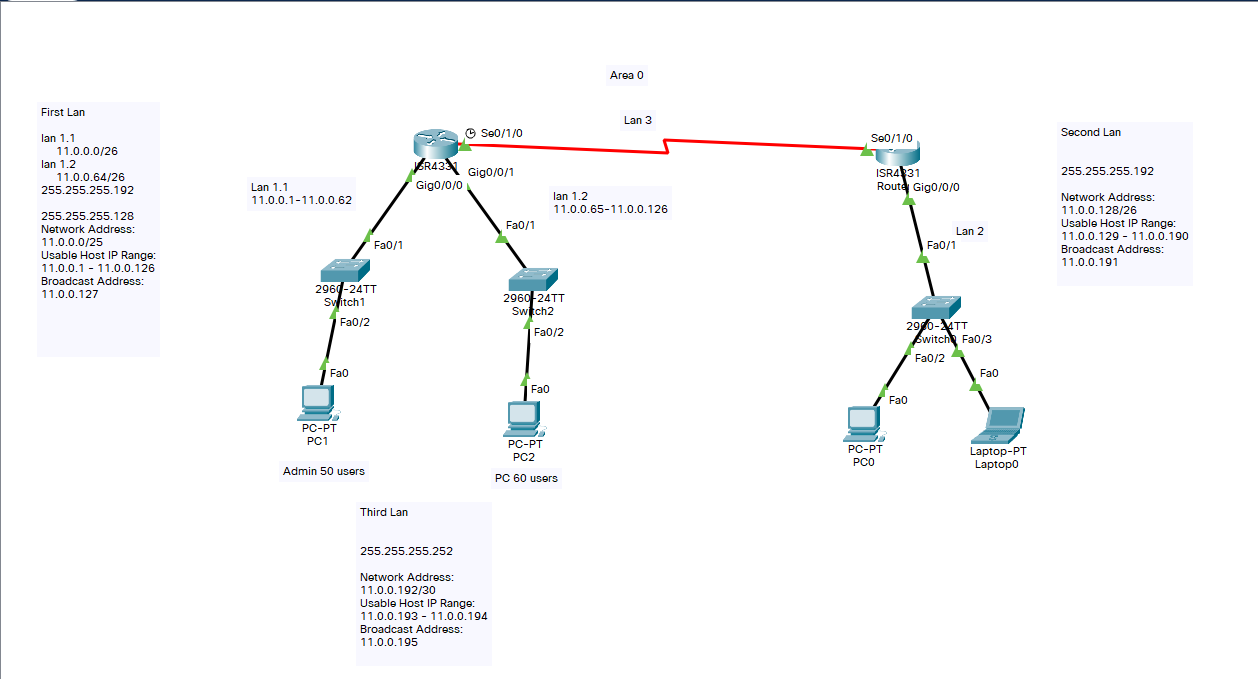 Area 0
First Lan
lan 1.1
11.0.0.0/26
lan 1.2
11.0.0.64/26
255.255.255.192
255.255.255.128
Network Address:
11.0.0.0/25
Usable Host IP Range:
11.0.0.1 - 11.0.0.126
Broadcast Address:
11.0.0.127
Lan 3
Se0/1/0
ISR4331
Gig0/0/1
Gig0/0/0
Lan 1.1
11.0.0.1-11.0.0.62
lan 1.2
11.0.0.65-11.0.0.126
Fa0/1
2960-24TT
Switch1
Fa0/2
Fa0
PC-PT
PC1
Admin 50 users
Fa0/1
2960-24TT
Switch2
Fa0/2
Fa0
PC-PT
PC2
PC 60 users
Se0/1/0
ISR4331
Gig0/0/0
Lan 2
Fa0/1
2960-24TT
Fa0/3
Fa0/2
Fa0
Fa0
PC-PT
PC0
Laptop-PT
Laptop0
Second Lan
255.255.255.192
Network Address:
11.0.0.128/26
Usable Host IP Range:
11.0.0.129 - 11.0.0.190
Broadcast Address:
11.0.0.191
Third Lan
255.255.255.252
Network Address:
11.0.0.192/30
Usable Host IP Range:
11.0.0.193 - 11.0.0.194
Broadcast Address:
11.0.0.195